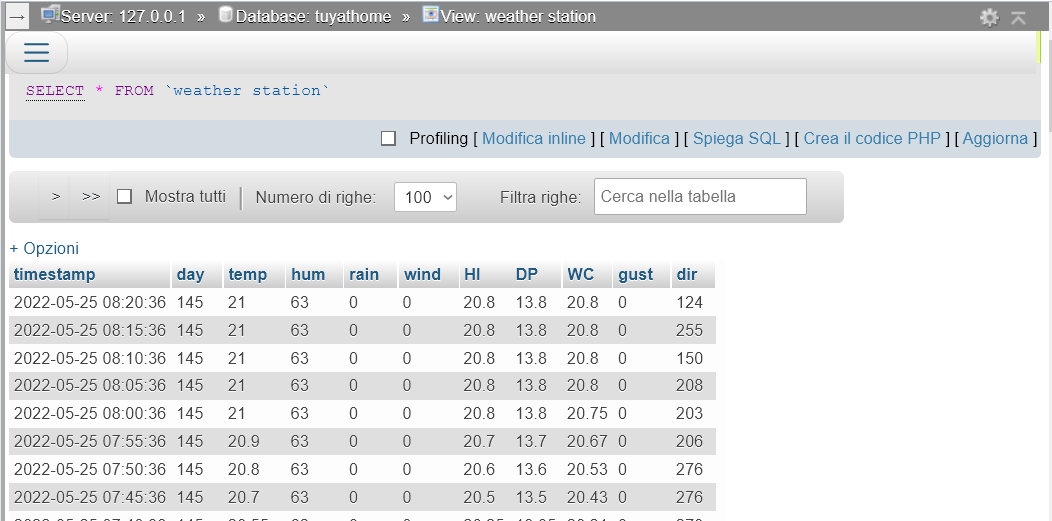 Server: 127.0.0.1 » Database: tuyathome » View: weather station
SELECT * FROM `weather station`
Profiling [ Modifica inline ] [ Modifica ] [ Spiega SQL ] [ Crea il codice PHP ] [ Aggiorna ]
> >> Mostra tutti | Numero di righe: 100 Filtra righe: Cerca nella tabella
+ Opzioni
timestamp day temp hum rain wind HI DP WC gust dir
2022-05-25 08:20:36 145 21 63 0 0 20.8 13.8 20.8 0 124
2022-05-25 08:15:36 145 21 63 0 0 20.8 13.8 20.8 0 255
2022-05-25 08:10:36 145 21 63 0 0 20.8 13.8 20.8 0 150
2022-05-25 08:05:36 145 21 63 0 0 20.8 13.8 20.8 0 208
2022-05-25 08:00:36 145 21 63 0 0 20.8 13.8 20.75 0 203
2022-05-25 07:55:36 145 20.9 63 0 0 20.7 13.7 20.67 0 206
2022-05-25 07:50:36 145 20.8 63 0 0 20.6 13.6 20.53 0 276
2022-05-25 07:45:36 145 20.7 63 0 0 20.5 13.5 20.43 0 276